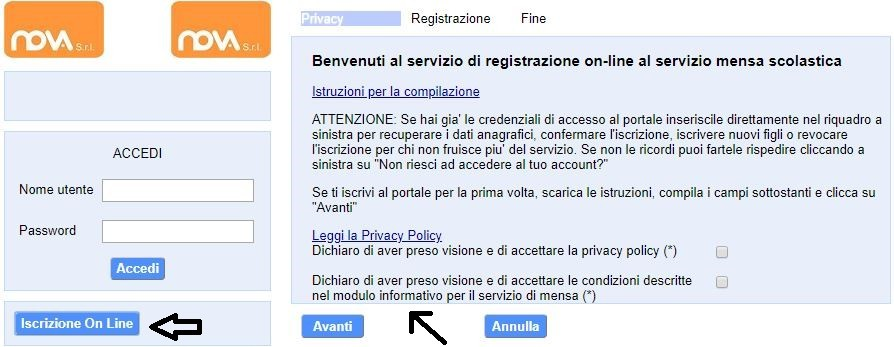 NOVA S.r.l.
NOVA S.r.l.
ACCEDI
Nome utente
Password
Accedi
Iscrizione On Line
Privacy
Registrazione
Fine
Benvenuti al servizio di registrazione on-line al servizio mensa scolastica
Istruzioni per la compilazione
ATTENZIONE: Se hai gia' le credenziali di accesso al portale inseriscile direttamente nel riquadro a
sinistra per recuperare i dati anagrafici, confermare l'iscrizione, iscrivere nuovi figli o revocare
l'iscrizione per chi non fruisce piu' del servizio. Se non le ricordi puoi fartele rispedire cliccando a
sinistra su "Non riesci ad accedere al tuo account?"
Se ti iscrivi al portale per la prima volta, scarica le istruzioni, compila i campi sottostanti e clicca su
"Avanti"
Leggi la Privacy Policy
Dichiaro di aver preso visione e di accettare la privacy policy (*)
Dichiaro di aver preso visione e di accettare le condizioni descritte
nel modulo informativo per il servizio di mensa (*)
Avanti
Annulla